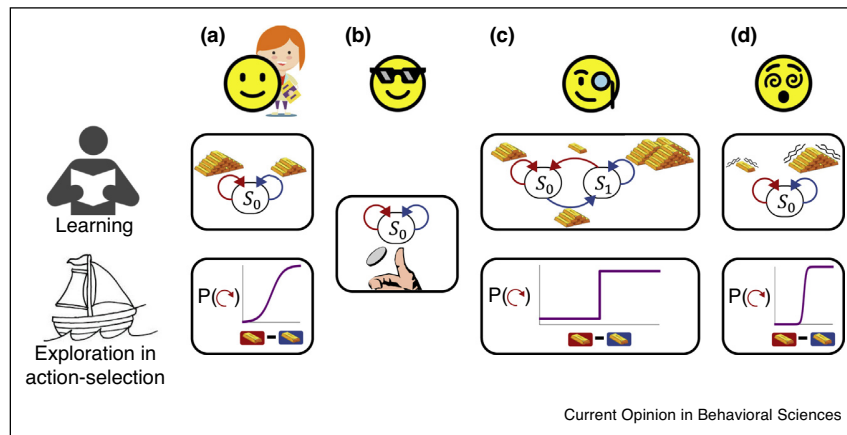 (a)
(b)
(c)
(d)
S₀
S₀
S₁
S₀
Learning
S₀
P( )
P( )
P( )
Exploration in
action-selection
Current Opinion in Behavioral Sciences